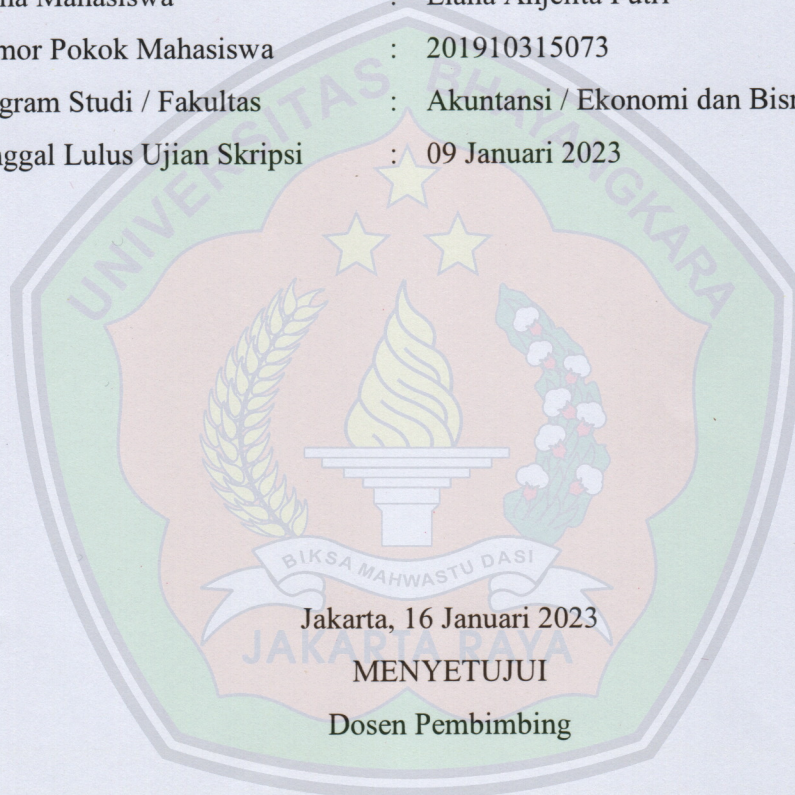 Mahasiswa :
mor Pokok Mahasiswa : 201910315073
gram Studi / Fakultas : Akuntansi / Ekonomi dan Bisn
nggal Lulus Ujian Skripsi : 09 Januari 2023
UNIVERSITAS BHAYANGKARA
BIKSA MAHWASTU DASI
Jakarta, 16 Januari 2023
JAKARTA RAYA
MENYETUJUI
Dosen Pembimbing